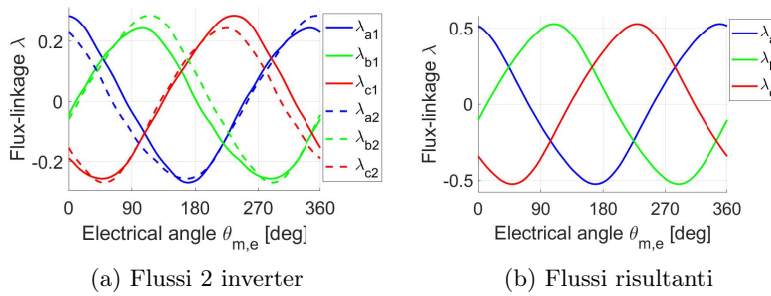 Flux-linkage λ
0.2
0
-0.2
0 90 180 270 360
Electrical angle θm,e [deg]
λa1
λb1
λc1
λa2
λb2
λc2
(a) Flussi 2 inverter
Flux-linkage λ
0.5
0
-0.5
0 90 180 270 360
Electrical angle θm,e [deg]
λ
λ
λ
(b) Flussi risultanti